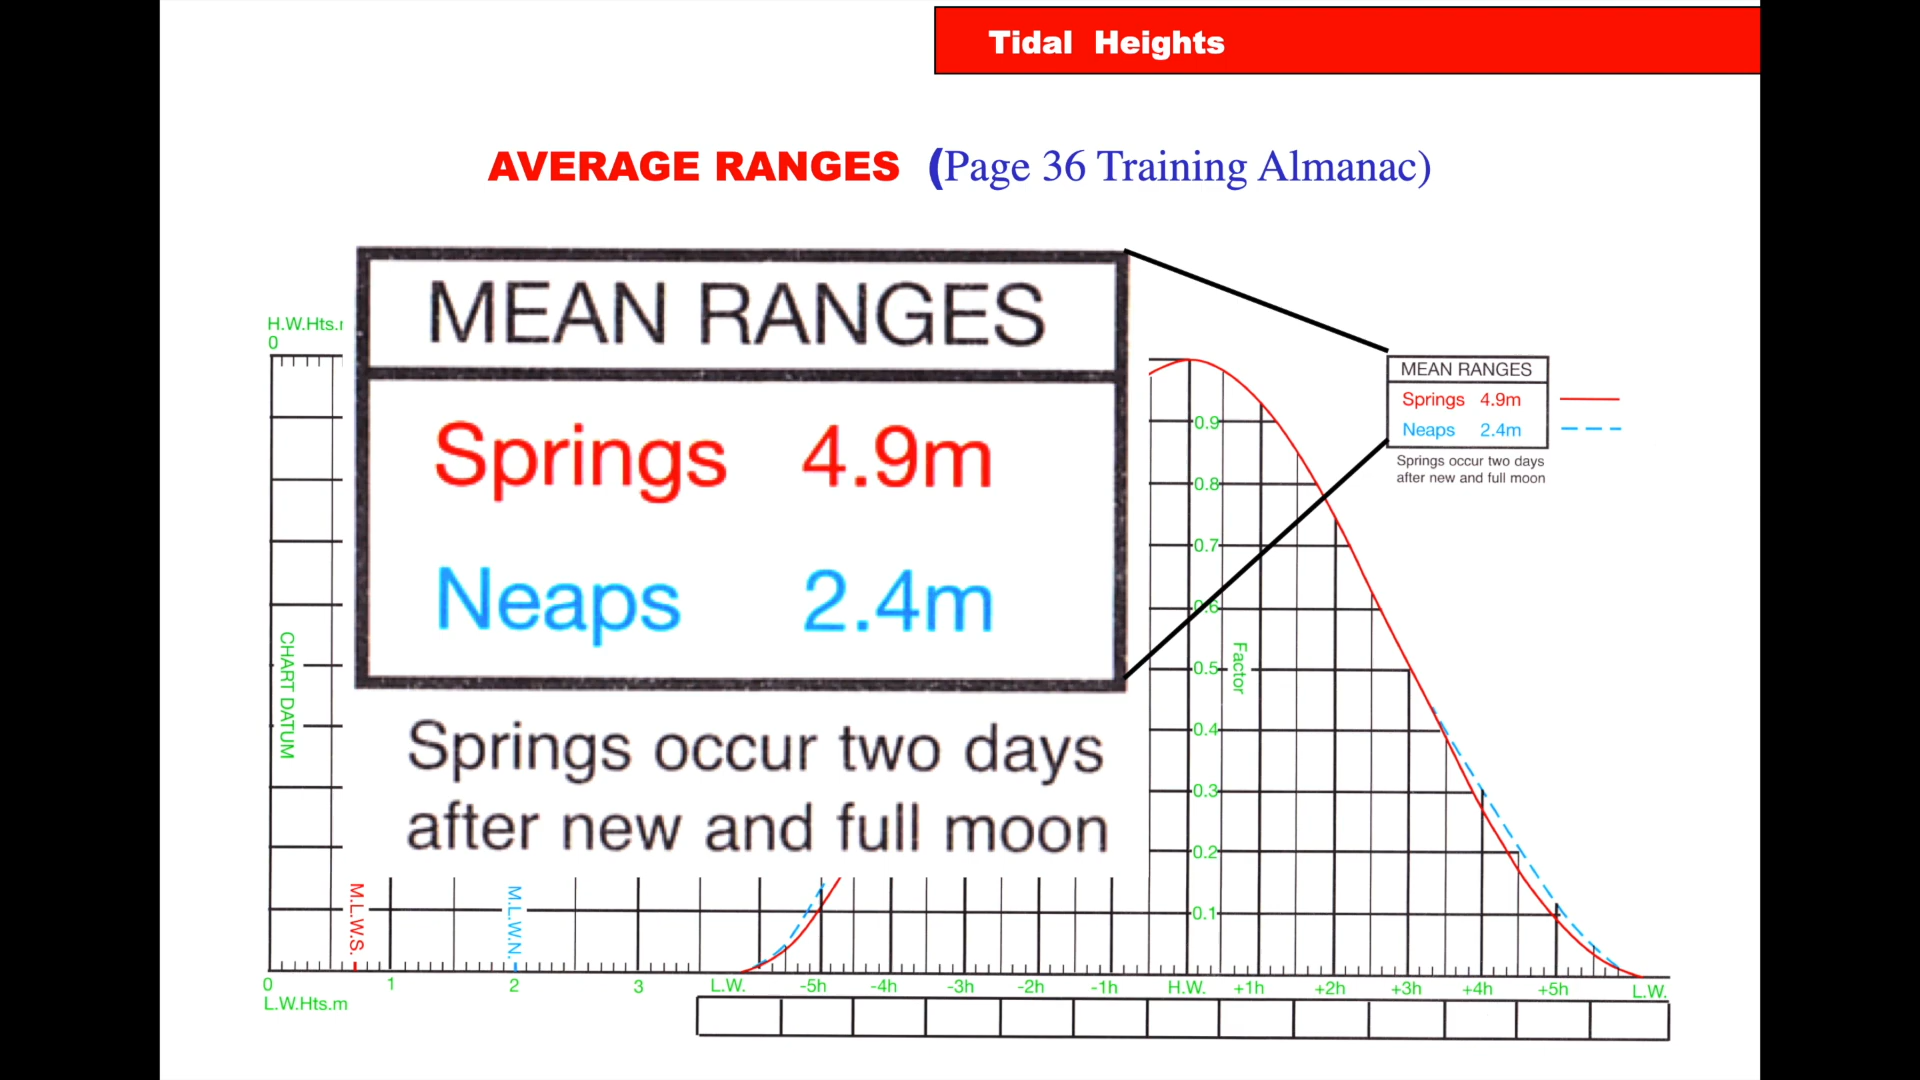 Tidal Heights
AVERAGE RANGES (Page 36 Training Almanac)
MEAN RANGES
Springs 4.9m
Neaps 2.4m
Springs occur two days
after new and full moon
MEAN RANGES
Springs 4.9m
Neaps 2.4m
Springs occur two days
after new and full moon
H.W.Hts.
0
CHART DATUM
M.L.W.S.
M.L.W.N.
0.9
0.8
0.7
0.6
0.5
Factor
0.4
0.3
0.2
0.1
0 1 2 3 L.W. -5h -4h -3h -2h -1h H.W. +1h +2h +3h +4h +5h L.W.
L.W.Hts.m